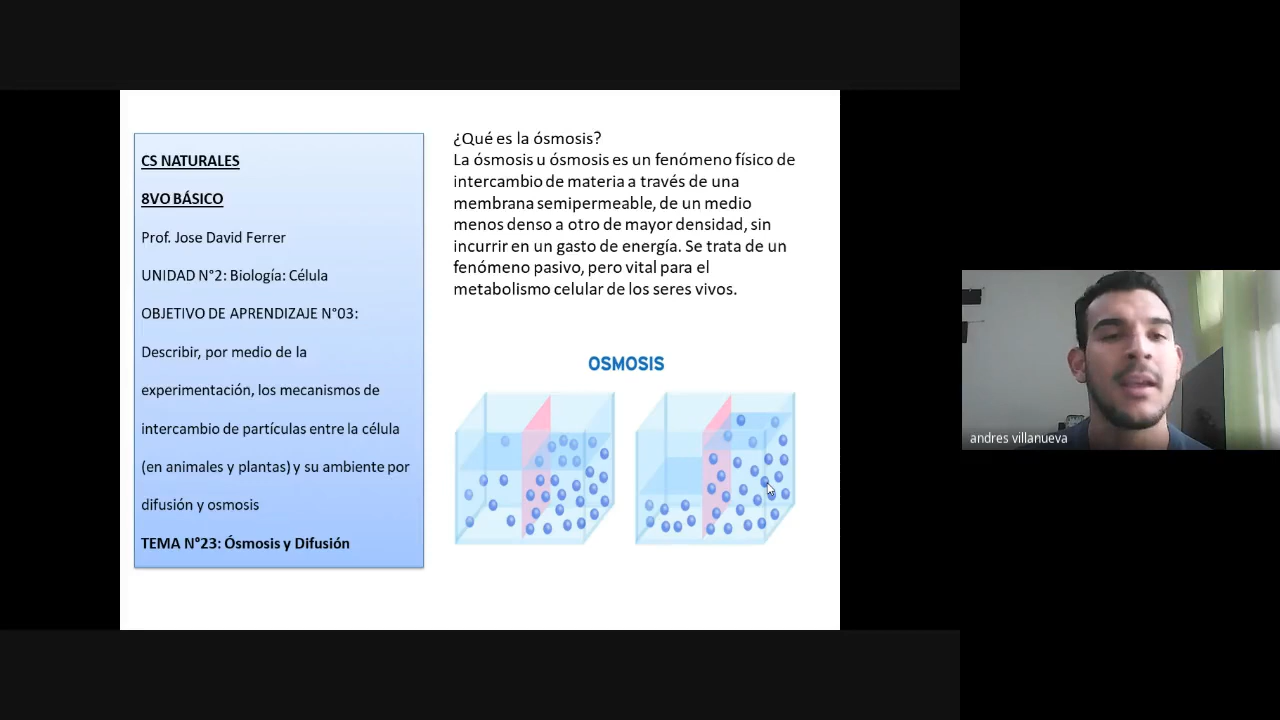 CS NATURALES
8VO BÁSICO
Prof. Jose David Ferrer
UNIDAD N°2: Biología: Célula
OBJETIVO DE APRENDIZAJE N°03:
Describir, por medio de la
experimentación, los mecanismos de
intercambio de partículas entre la célula
(en animales y plantas) y su ambiente por
difusión y osmosis
TEMA N°23: Ósmosis y Difusión
¿Qué es la ósmosis?
La ósmosis u ósmosis es un fenómeno físico de
intercambio de materia a través de una
membrana semipermeable, de un medio
menos denso a otro de mayor densidad, sin
incurrir en un gasto de energía. Se trata de un
fenómeno pasivo, pero vital para el
metabolismo celular de los seres vivos.
OSMOSIS
andres villanueva